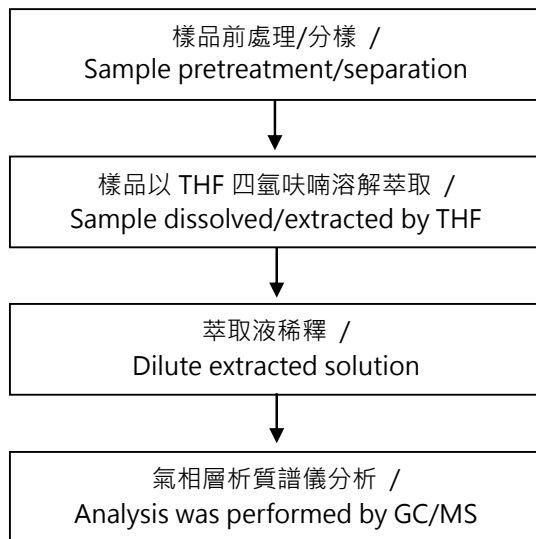 樣品前處理/分樣 /
Sample pretreatment/separation
樣品以 THF 四氫呋喃溶解萃取 /
Sample dissolved/extracted by THF
萃取液稀釋 /
Dilute extracted solution
氣相層析質譜儀分析 /
Analysis was performed by GC/MS